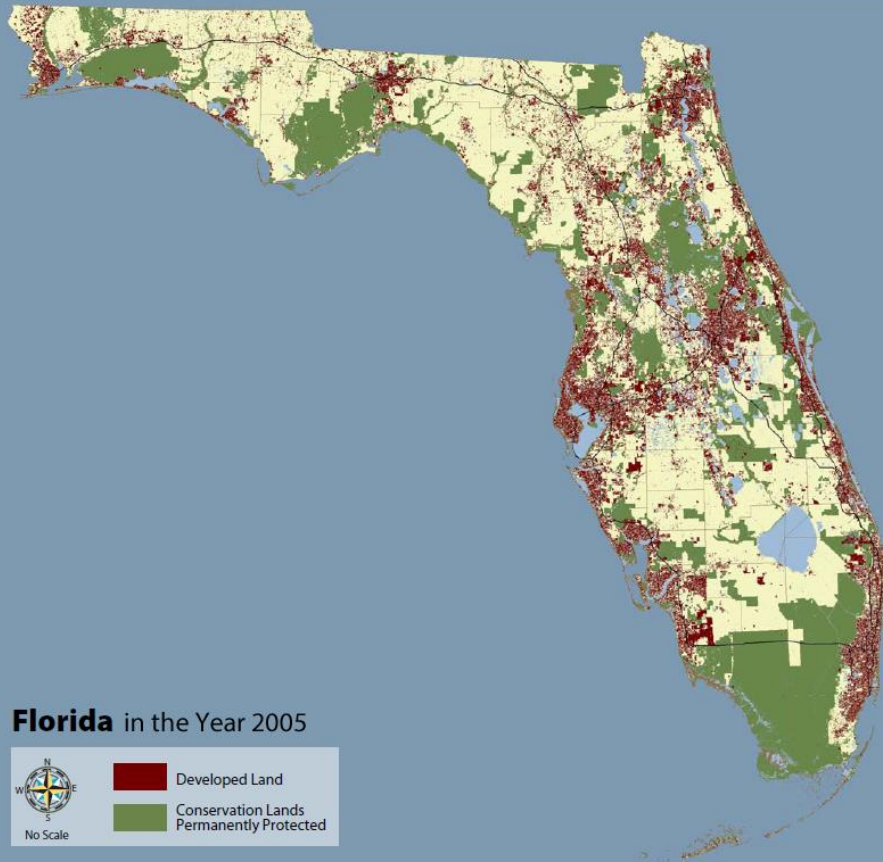 Florida in the Year 2005
N
W E
S
No Scale
Developed Land
Conservation Lands
Permanently Protected